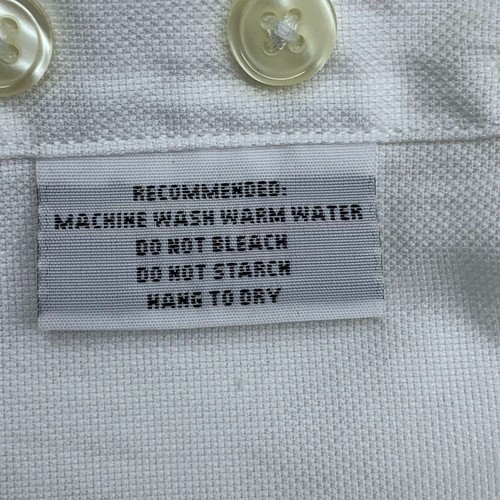 RECOMMENDED:
MACHINE WASH WARM WATER
DO NOT BLEACH
DO NOT STARCH
HANG TO DRY